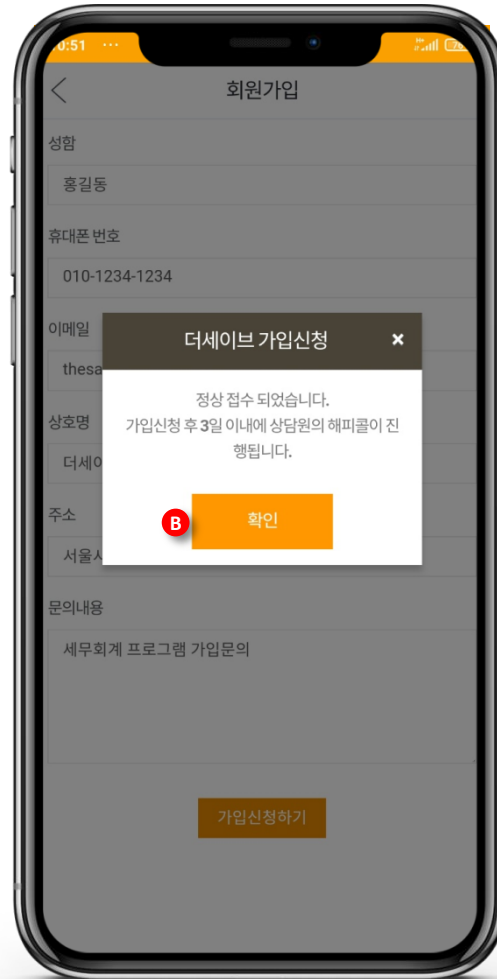 0:51 ...
회원가입
성함
홍길동
휴대폰 번호
010-1234-1234
이메일
thesa
더세이브 가입신청 ×
정상 접수 되었습니다.
가입신청 후 3일 이내에 상담원의 해피콜이 진
행됩니다.
상호명
더세이
주소
B 확인
서울시
문의내용
세무회계 프로그램 가입문의
가입신청하기